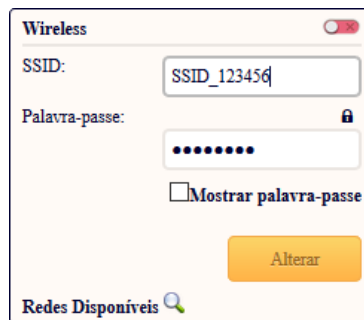 Wireless
SSID:
SSID_123456
Palavra-passe:
••••••••
Mostrar palavra-passe
Alterar
Redes Disponíveis